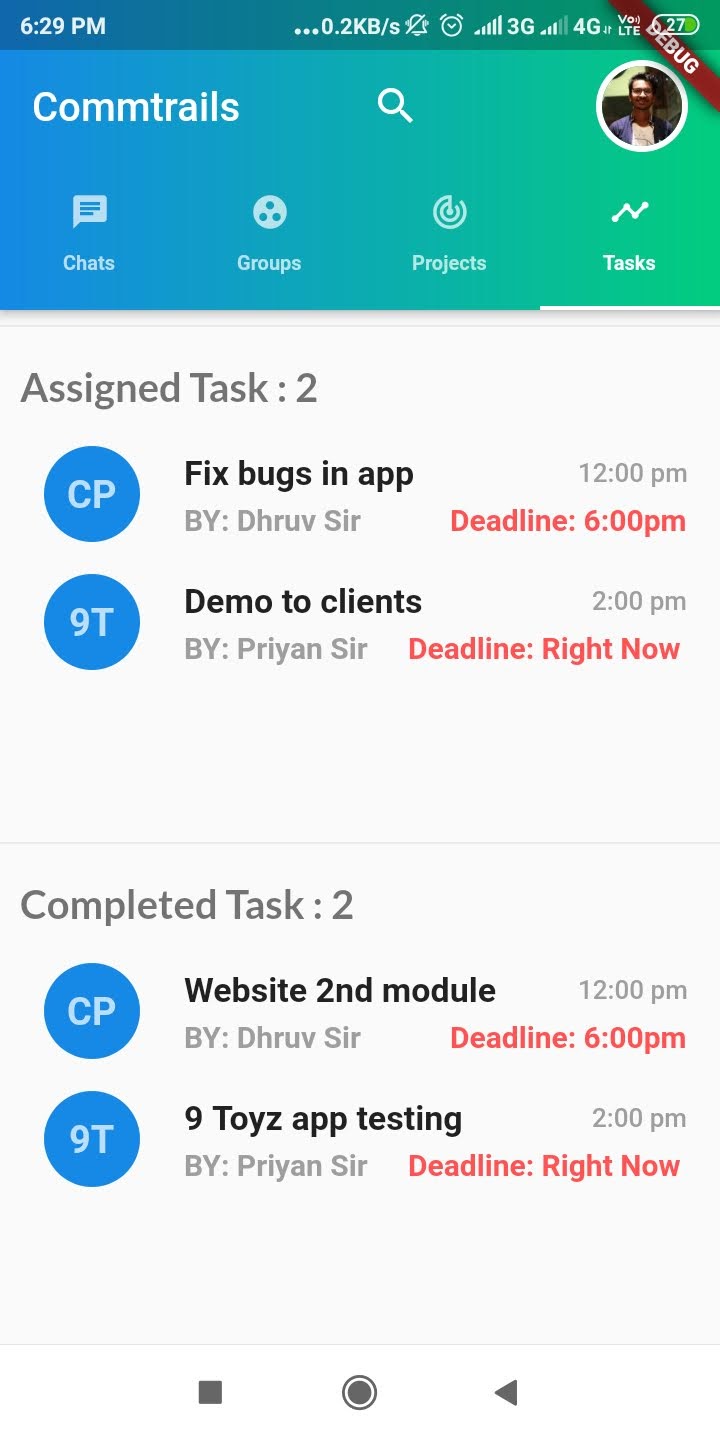 6:29 PM
...0.2KB/s 3G 4G Vo) LTE 27
DEBUG
Commtrails
Chats Groups Projects Tasks
Assigned Task : 2
CP Fix bugs in app 12:00 pm
BY: Dhruv Sir Deadline: 6:00pm
9T Demo to clients 2:00 pm
BY: Priyan Sir Deadline: Right Now
Completed Task : 2
CP Website 2nd module 12:00 pm
BY: Dhruv Sir Deadline: 6:00pm
9T 9 Toyz app testing 2:00 pm
BY: Priyan Sir Deadline: Right Now